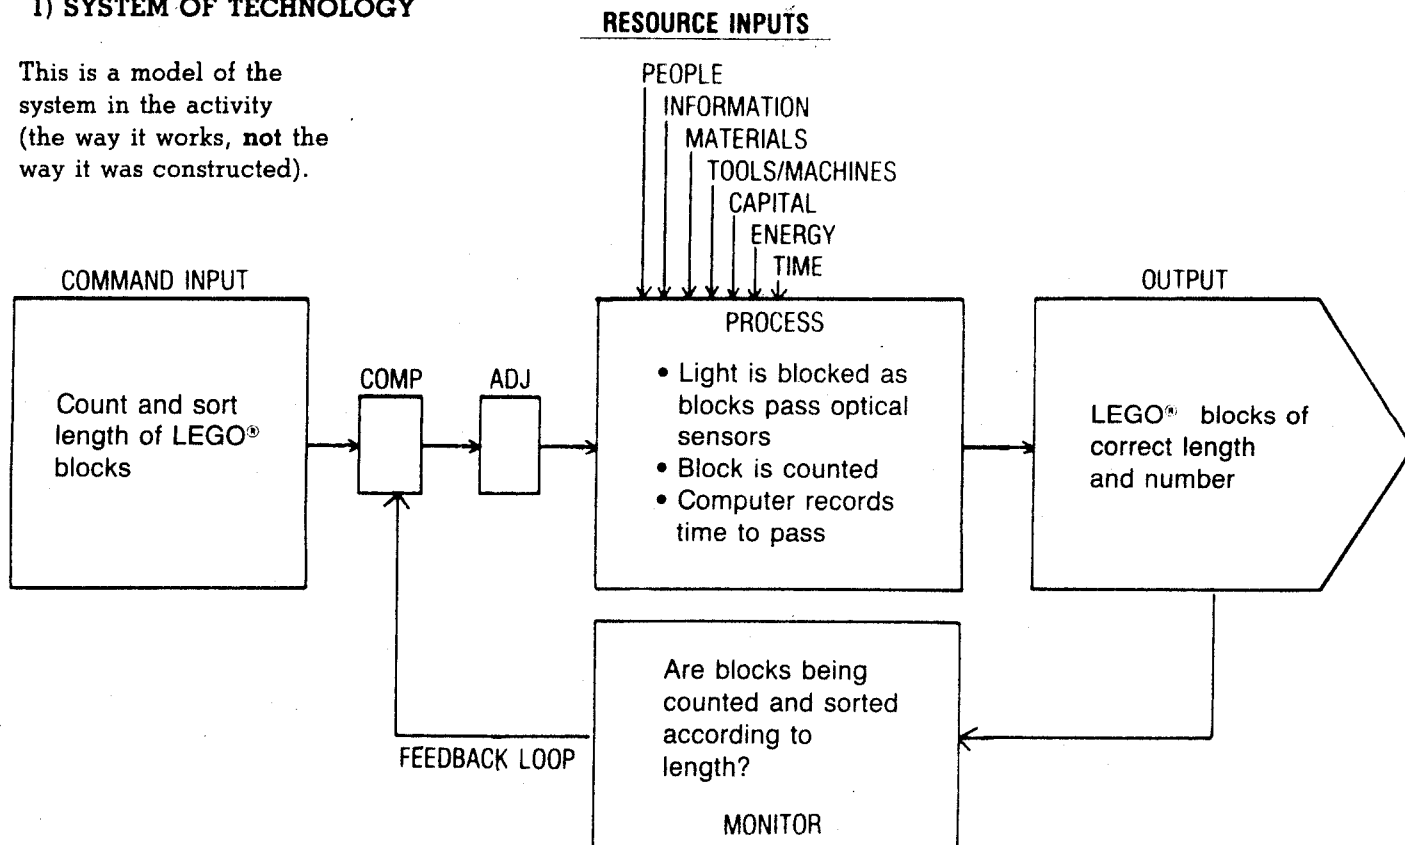 1) SYSTEM OF TECHNOLOGY
This is a model of the
system in the activity
(the way it works, not the
way it was constructed).
RESOURCE INPUTS
PEOPLE
INFORMATION
MATERIALS
TOOLS/MACHINES
CAPITAL
ENERGY
TIME
COMMAND INPUT
Count and sort
length of LEGO®
blocks
COMP
ADJ
PROCESS
• Light is blocked as
blocks pass optical
sensors
• Block is counted
• Computer records
time to pass
OUTPUT
LEGO® blocks of
correct length
and number
FEEDBACK LOOP
Are blocks being
counted and sorted
according to
length?
MONITOR